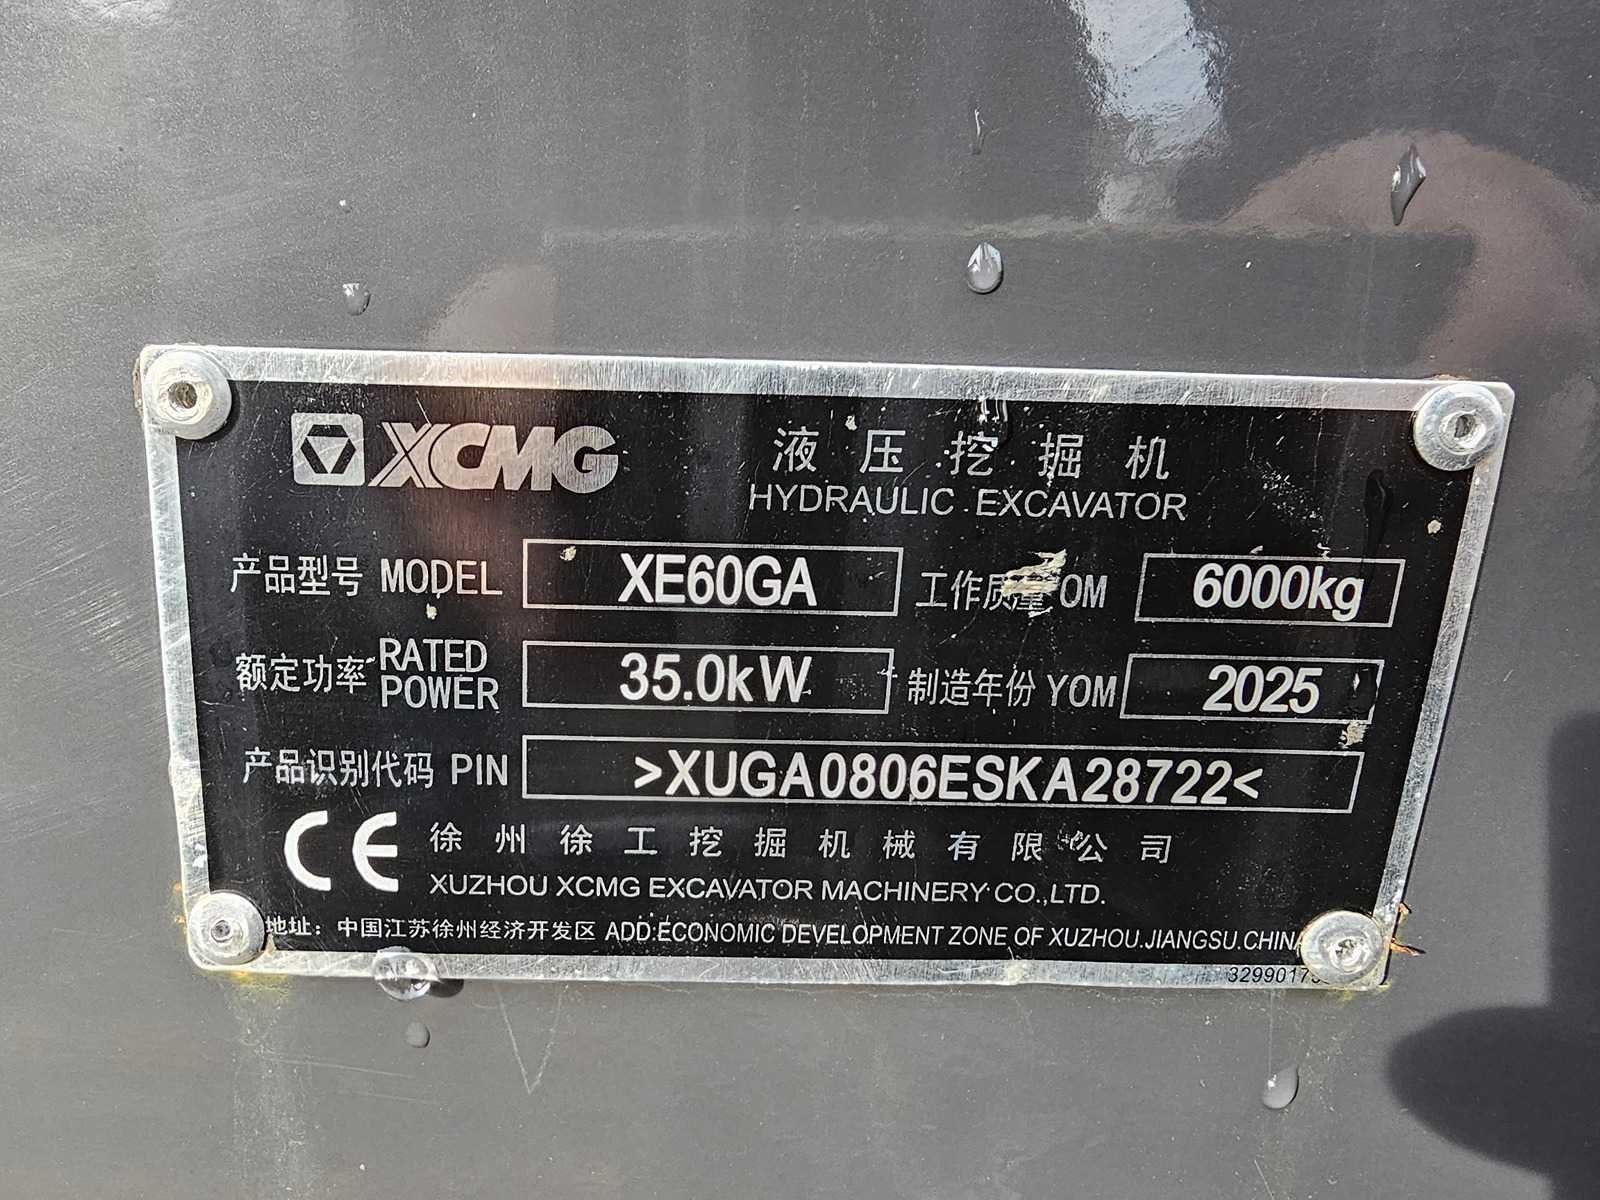 XCMG
液压挖掘机
HYDRAULIC EXCAVATOR
产品型号 MODEL XE60GA 工作质量 OM 6000kg
额定功率 RATED POWER 35.0kW 制造年份 YOM 2025
产品识别代码 PIN >XUGA0806ESKA28722<
CE 徐州徐工挖掘机械有限公司
XUZHOU XCMG EXCAVATOR MACHINERY CO.,LTD.
地址：中国江苏徐州经济开发区 ADD:ECONOMIC DEVELOPMENT ZONE OF XUZHOU.JIANGSU.CHINA